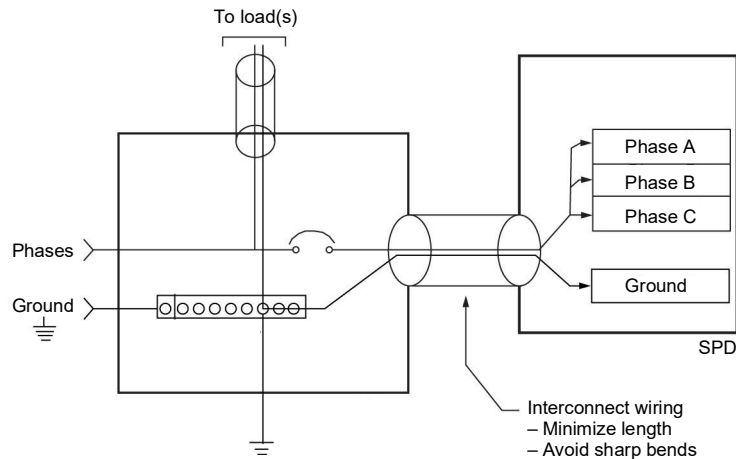 To load(s)
Phase A
Phase B
Phase C
Phases
Ground
Ground
SPD
Interconnect wiring
– Minimize length
– Avoid sharp bends